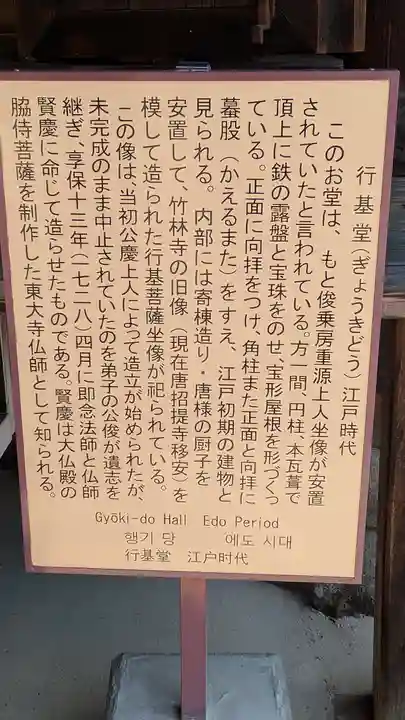 行基堂(ぎょうきどう)江戸時代
このお堂は、もと俊乗房重源上人坐像が安置
されていたと言われている。方一間、円柱、本瓦葺で
頂上に鉄の露盤と宝珠をのせ、宝形屋根を形づくっ
ている。正面に向拝をつけ、角柱また正面と向拝に
蟇股(かえるまた)をすえ、江戸初期の建物と
見られる。内部には寄棟造り・唐様の厨子を
安置して、竹林寺の旧像(現在唐招提寺移安)を
模して造られた行基菩薩坐像が祀られている。
この像は、当初公慶上人によって造立が始められたが、
未完成のまま中止されていたのを弟子の公俊が遺志を
継ぎ、享保十三年(一七二八)四月に即念法師と仏師
賢慶に命じて造らせたものである。賢慶は大仏殿の
脇侍菩薩を制作した東大寺仏師として知られる。
Gyōki-do Hall Edo Period
행기 당 에도 시대
行基堂 江户时代